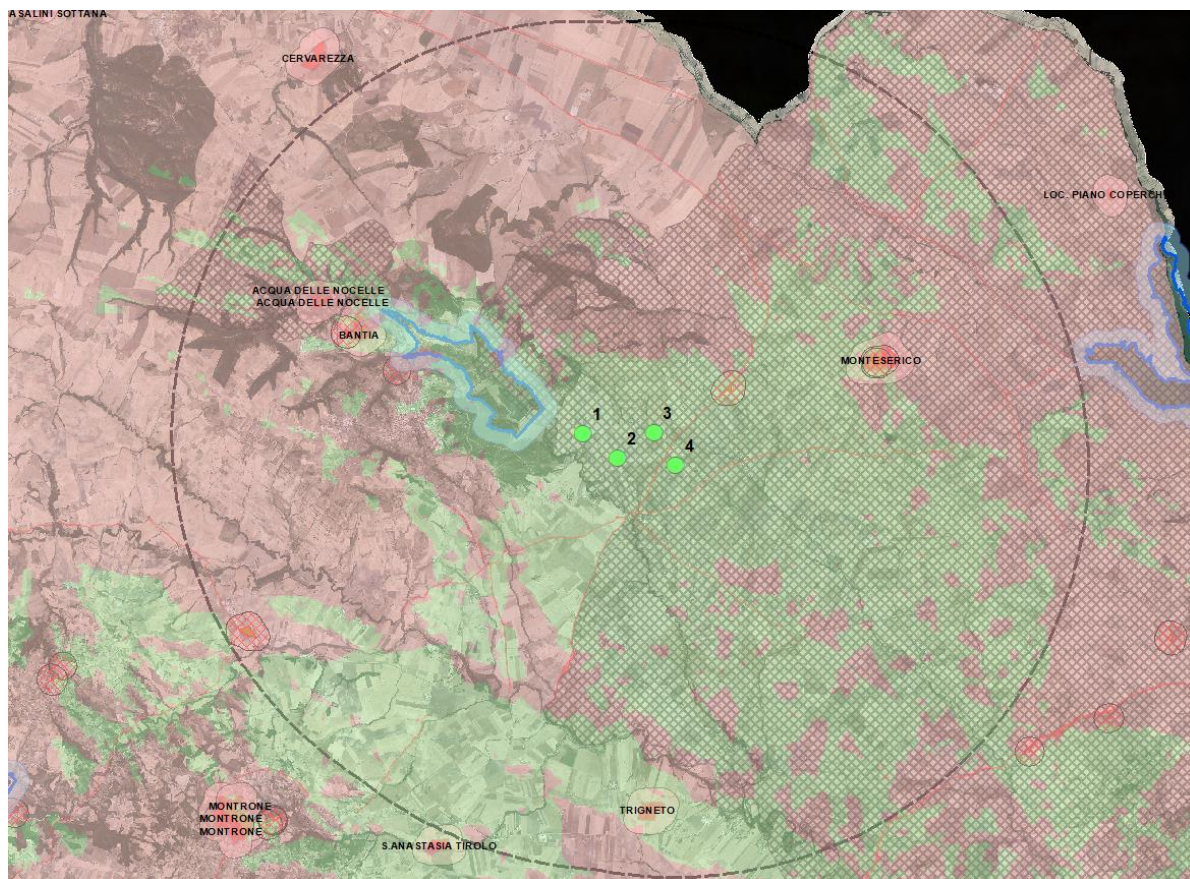 ASALINI SOTTANA
CERVAREZZA
LOC. PIANO COPERCHI
ACQUA DELLE NOCELLE
ACQUA DELLE NOCELLE
BANTIA
MONTESERICO
1
3
2
4
MONTRONE
MONTRONE
MONTRONE
TRIGNETO
S.ANASTASIA TIROLO